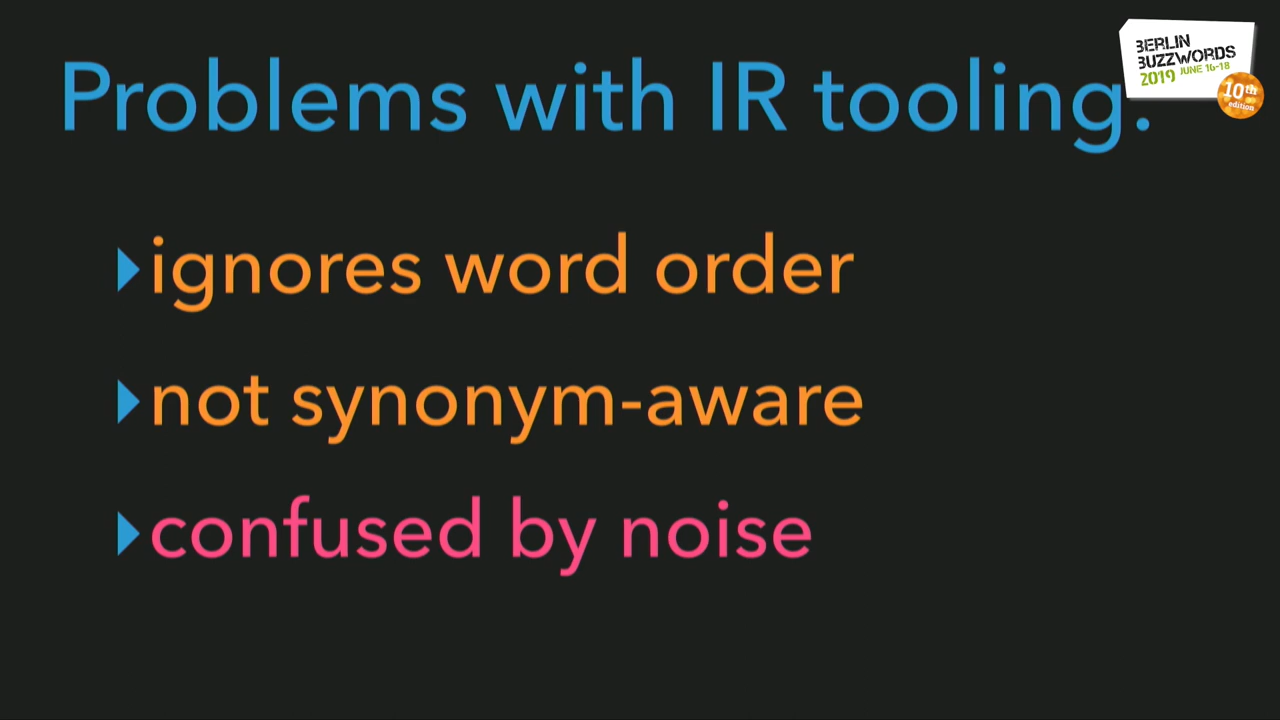 Problems with IR tooling:
ignores word order
not synonym-aware
confused by noise
BERLIN
BUZZWORDS
2019 JUNE 16-18
10th
edition